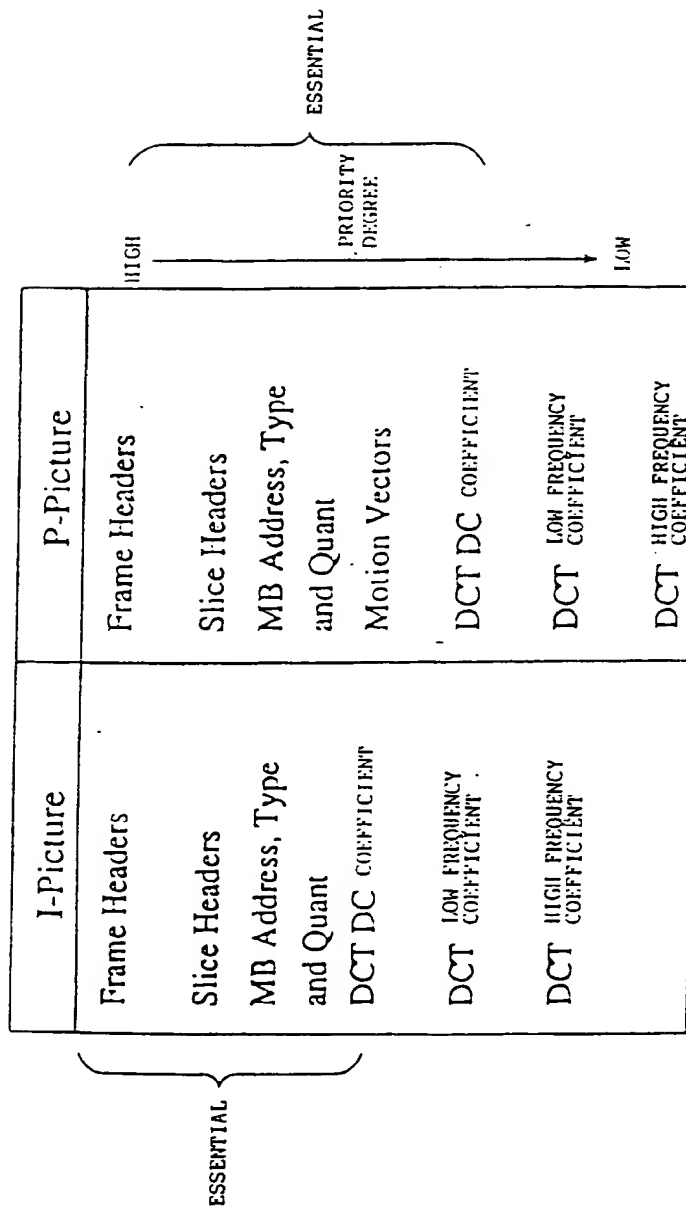 I-Picture
P-Picture
Frame Headers
Slice Headers
MB Address, Type
and Quant
DCT DC COEFFICIENT
DCT LOW FREQUENCY
COEFFICIENT
DCT HIGH FREQUENCY
COEFFICIENT
Frame Headers
Slice Headers
MB Address, Type
and Quant
Motion Vectors
DCT DC COEFFICIENT
DCT LOW FREQUENCY
COEFFICIENT
DCT HIGH FREQUENCY
COEFFICIENT
ESSENTIAL
HIGH
PRIORITY
DEGREE
LOW
ESSENTIAL